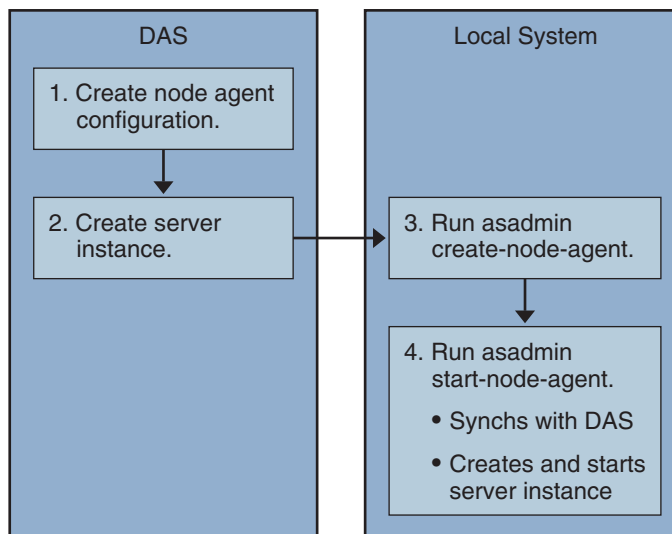 DAS
1. Create node agent
configuration.
2. Create server
instance.
Local System
3. Run asadmin
create-node-agent.
4. Run asadmin
start-node-agent.
• Synchs with DAS
• Creates and starts
server instance